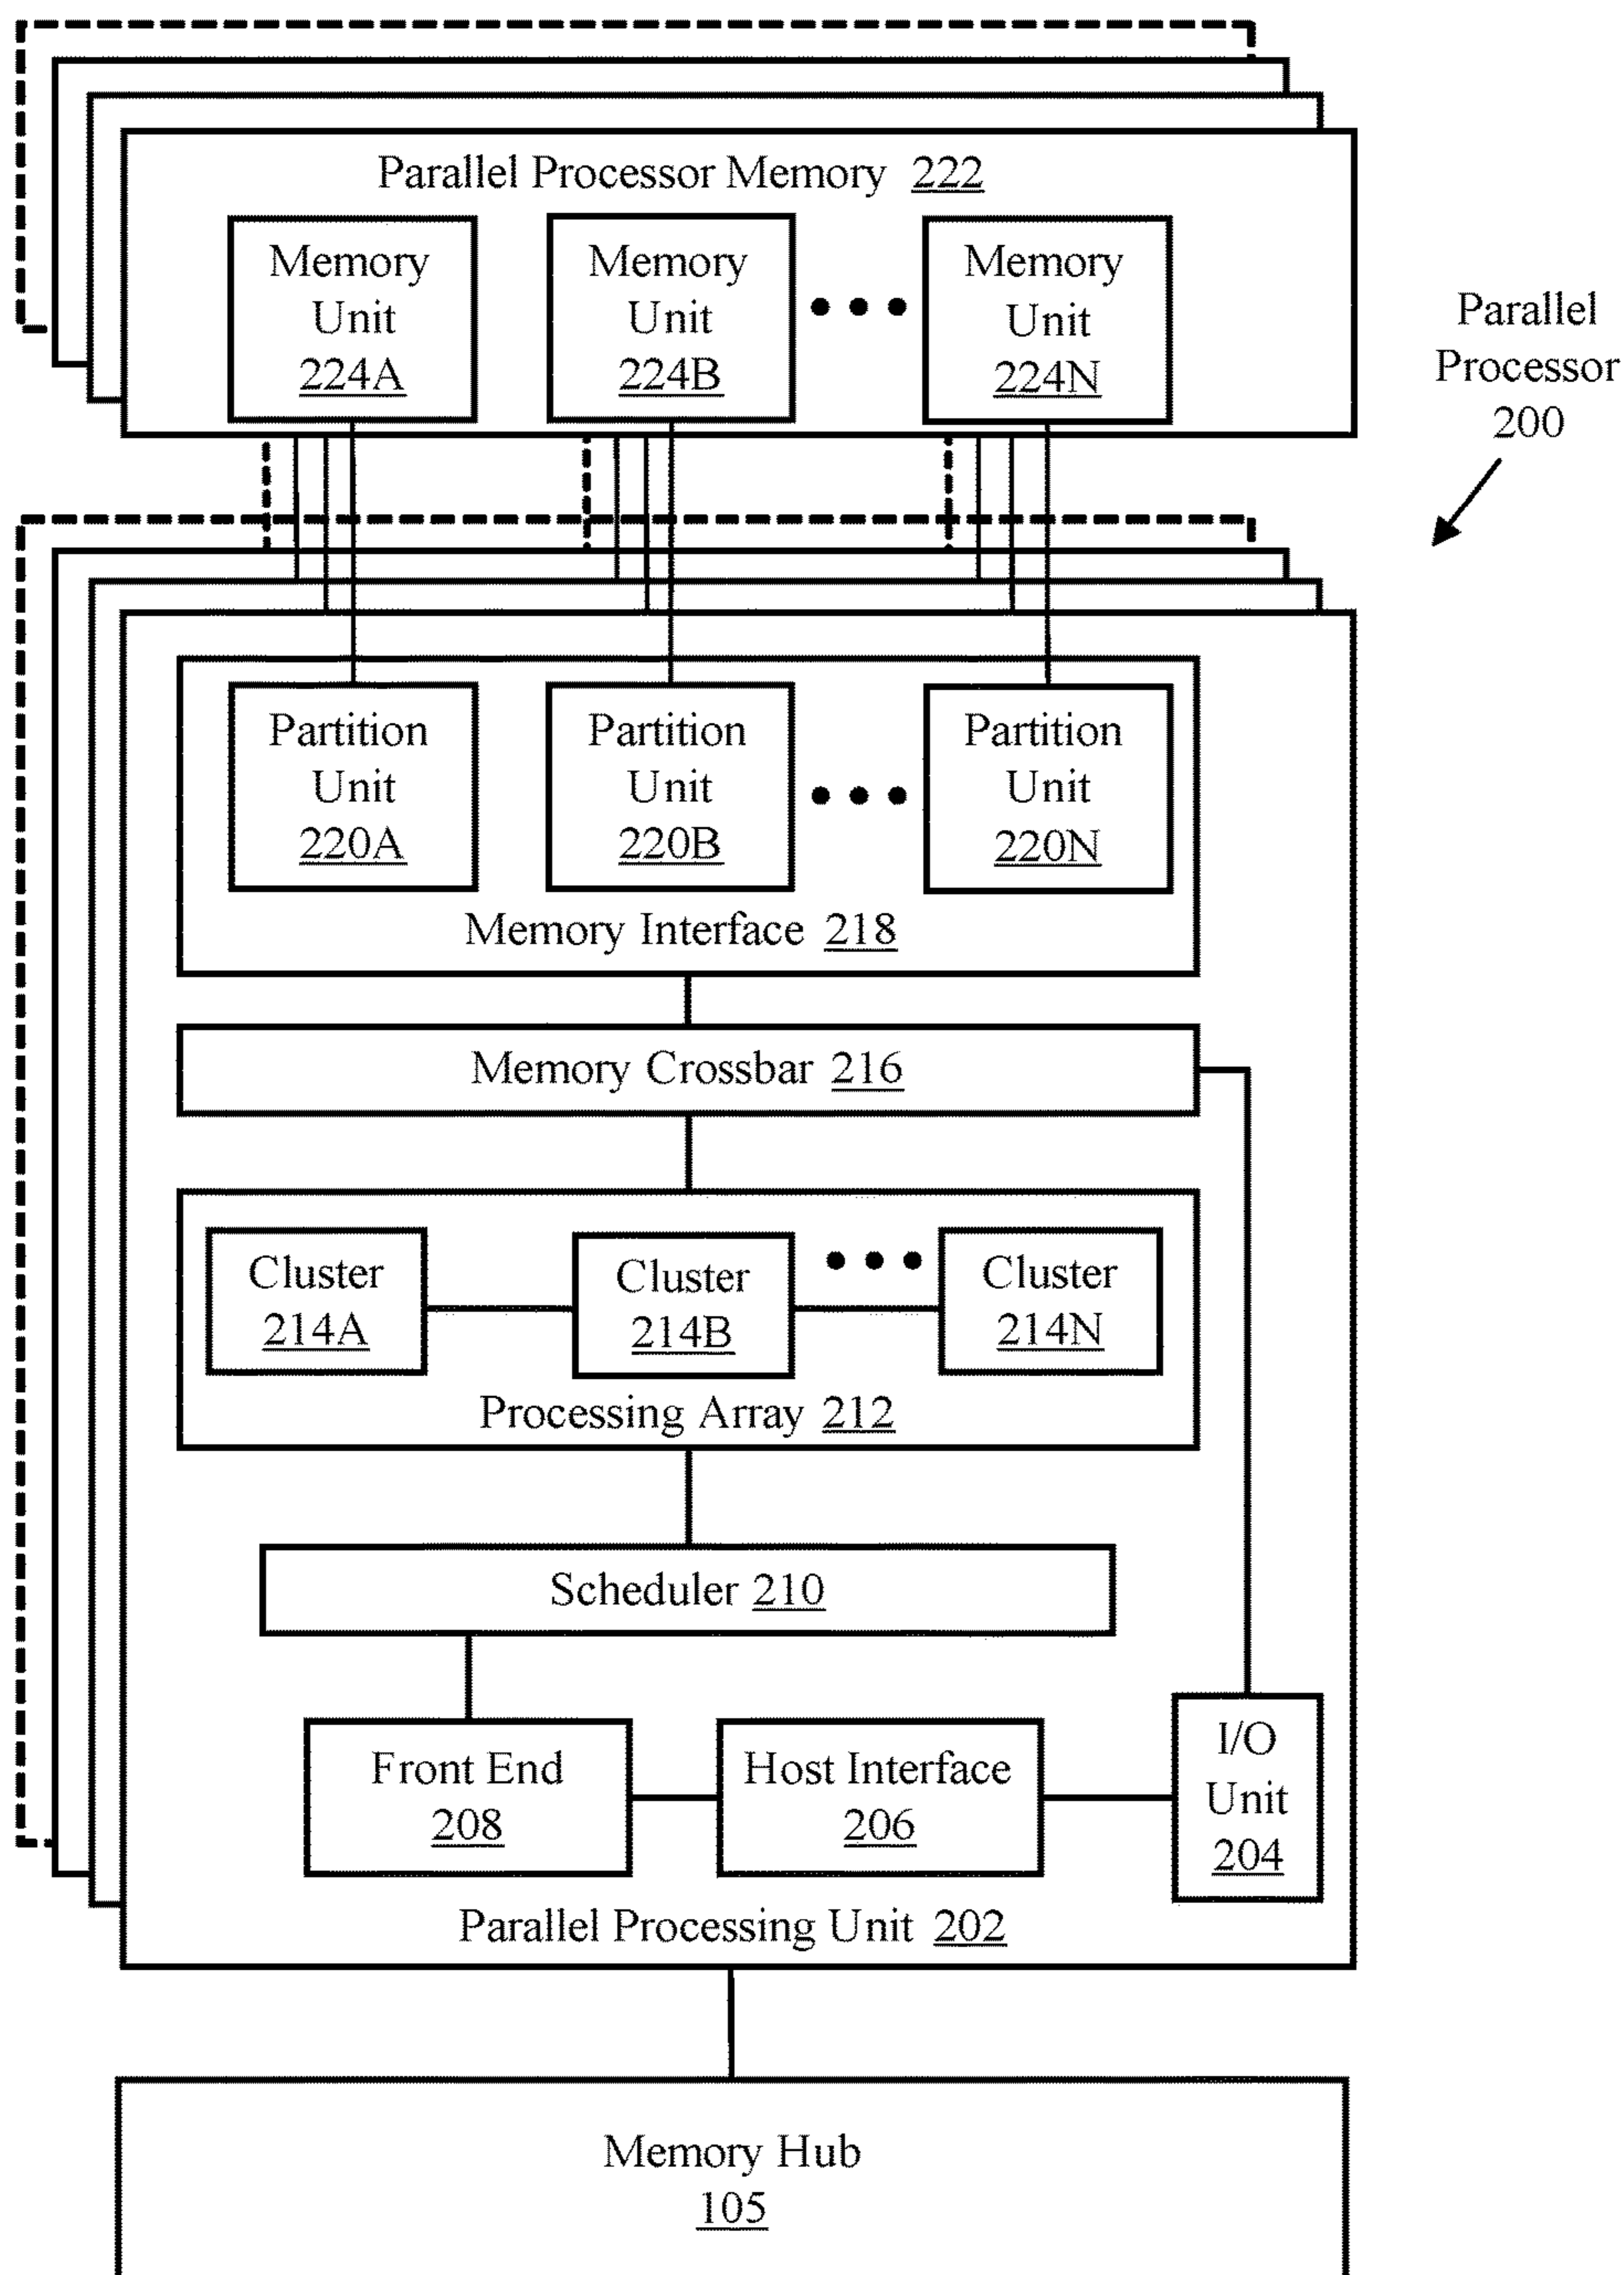 Parallel Processor Memory 222
Memory
Unit
224A
Memory
Unit
224B
Memory
Unit
224N
Parallel
Processor
200
Partition
Unit
220A
Partition
Unit
220B
Partition
Unit
220N
Memory Interface 218
Memory Crossbar 216
Cluster
214A
Cluster
214B
Cluster
214N
Processing Array 212
Scheduler 210
Front End
208
Host Interface
206
I/O
Unit
204
Parallel Processing Unit 202
Memory Hub
105